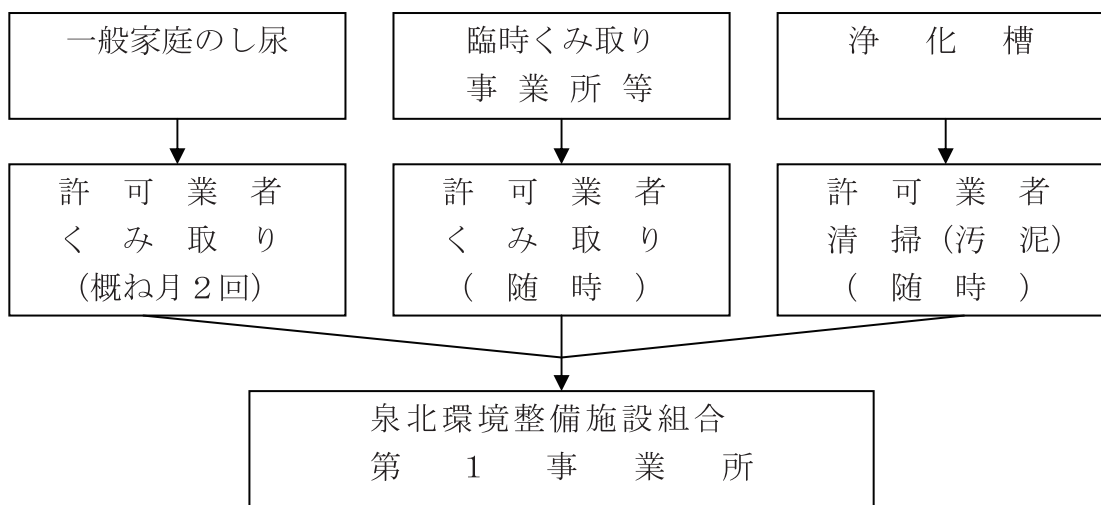 一般家庭のし尿
臨時くみ取り
事業所等
浄化槽
許可業者
くみ取り
(概ね月２回)
許可業者
くみ取り
(随時)
許可業者
清掃(汚泥)
(随時)
泉北環境整備施設組合
第１事業所